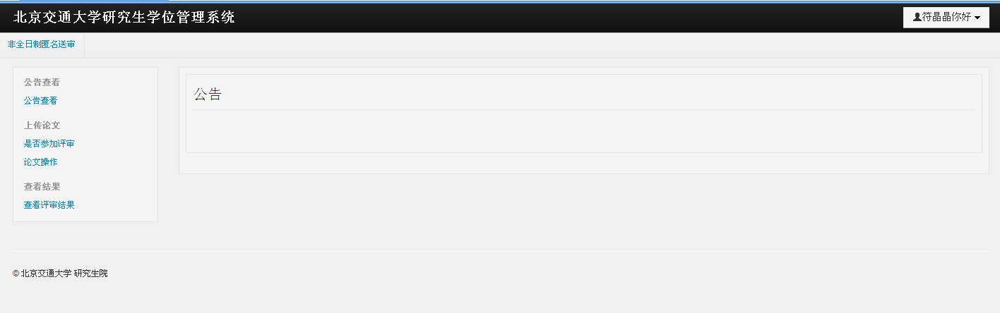 北京交通大学研究生学位管理系统
符晶晶你好
非全日制匿名送审
公告查看
公告查看
上传论文
是否参加评审
论文操作
查看结果
查看评审结果
公告
© 北京交通大学 研究生院